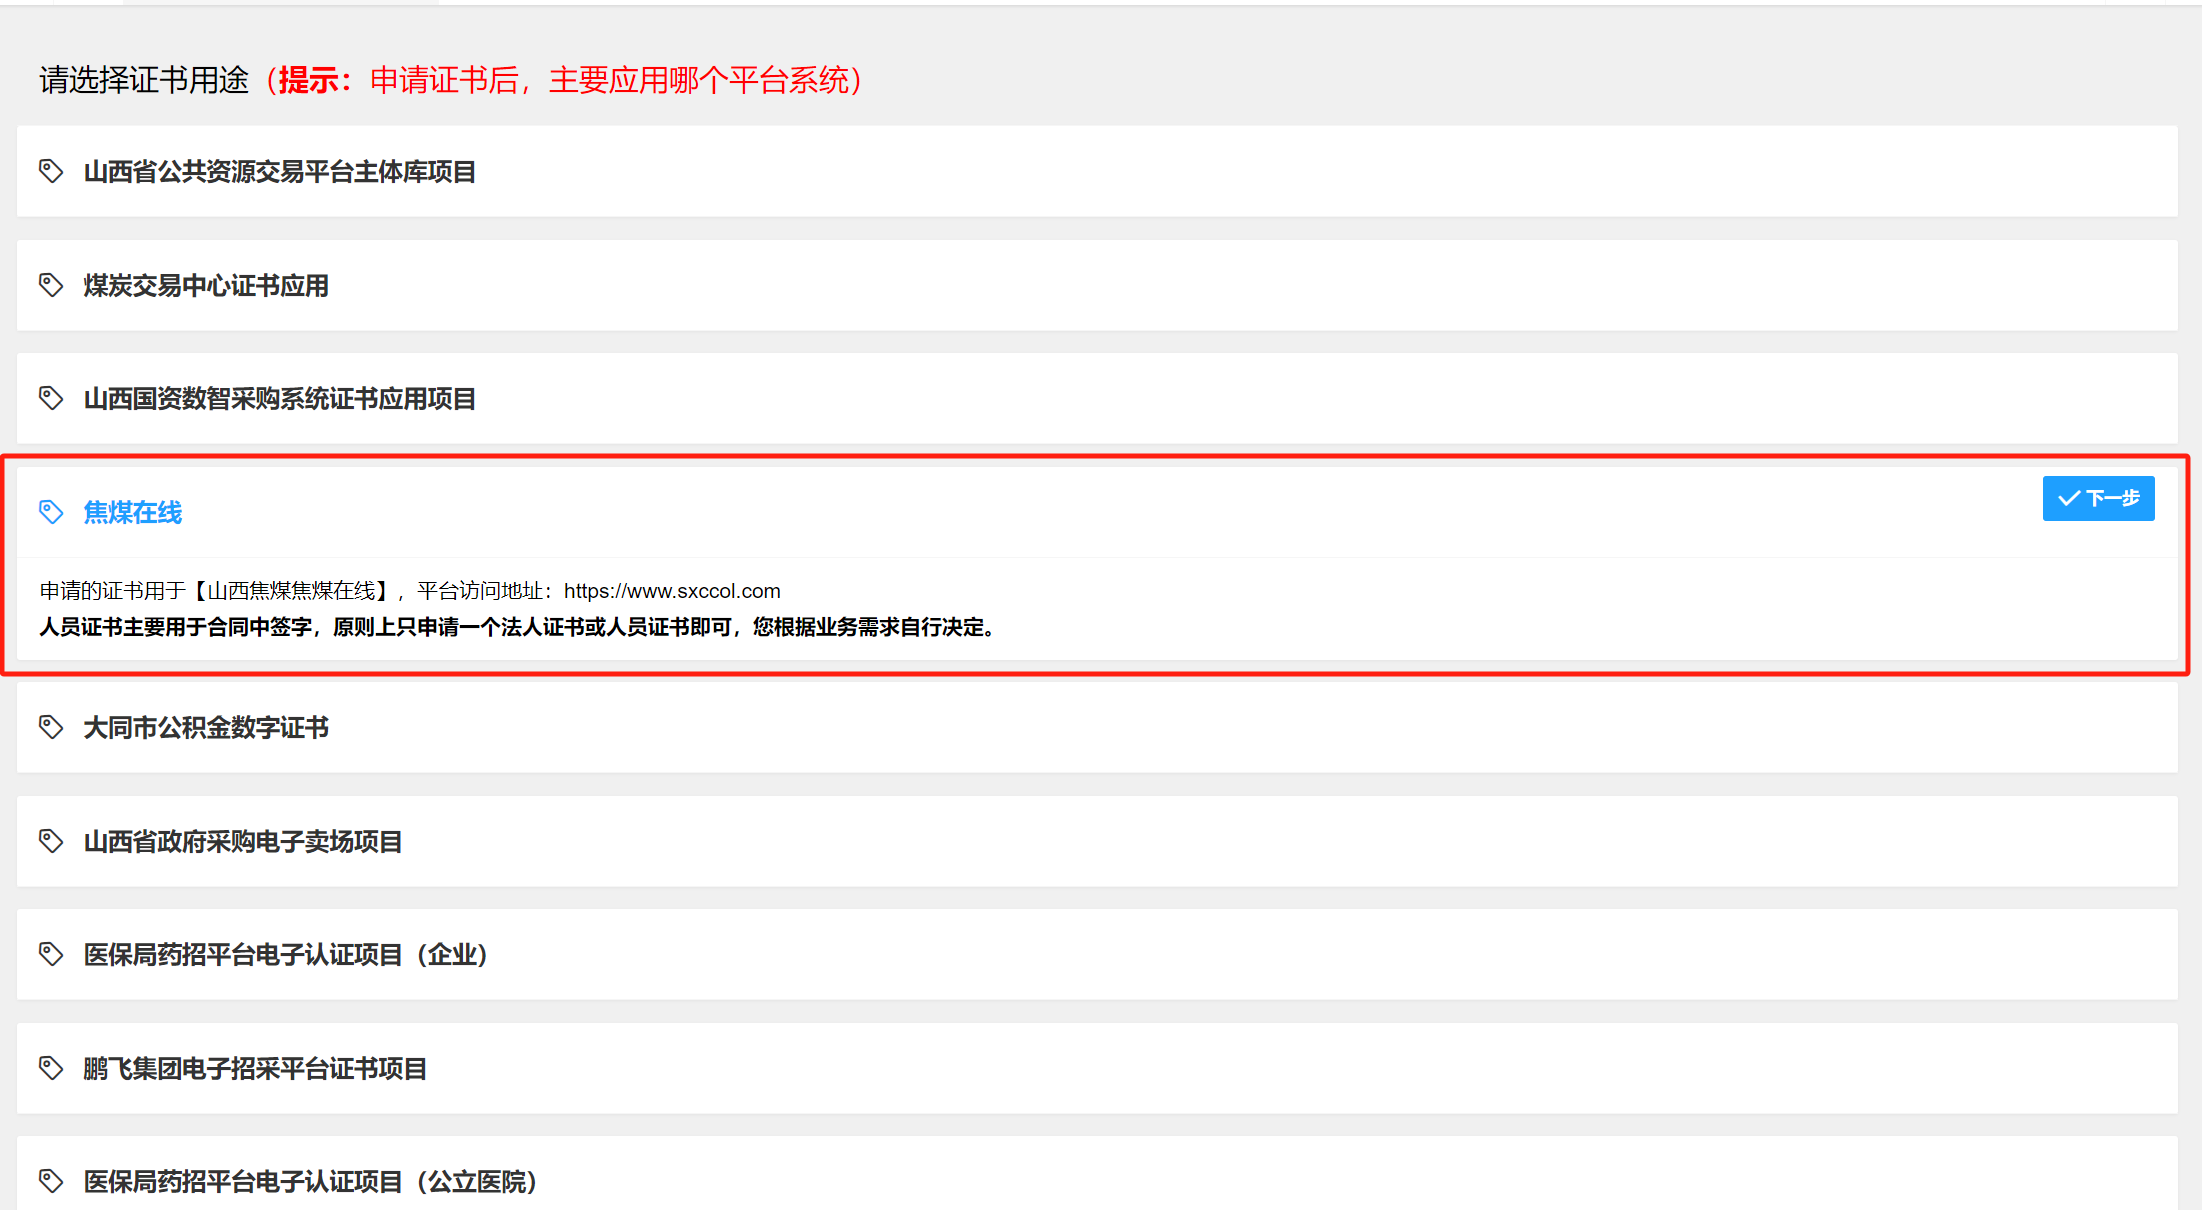 请选择证书用途（提示：申请证书后，主要应用哪个平台系统）
山西省公共资源交易平台主体库项目
煤炭交易中心证书应用
山西国资数智采购系统证书应用项目
焦煤在线
下一步
申请的证书用于【山西焦煤焦煤在线】，平台访问地址：https://www.sxccol.com
人员证书主要用于合同中签字，原则上只申请一个法人证书或人员证书即可，您根据业务需求自行决定。
大同市公积金数字证书
山西省政府采购电子卖场项目
医保局药招平台电子认证项目（企业）
鹏飞集团电子招采平台证书项目
医保局药招平台电子认证项目（公立医院）